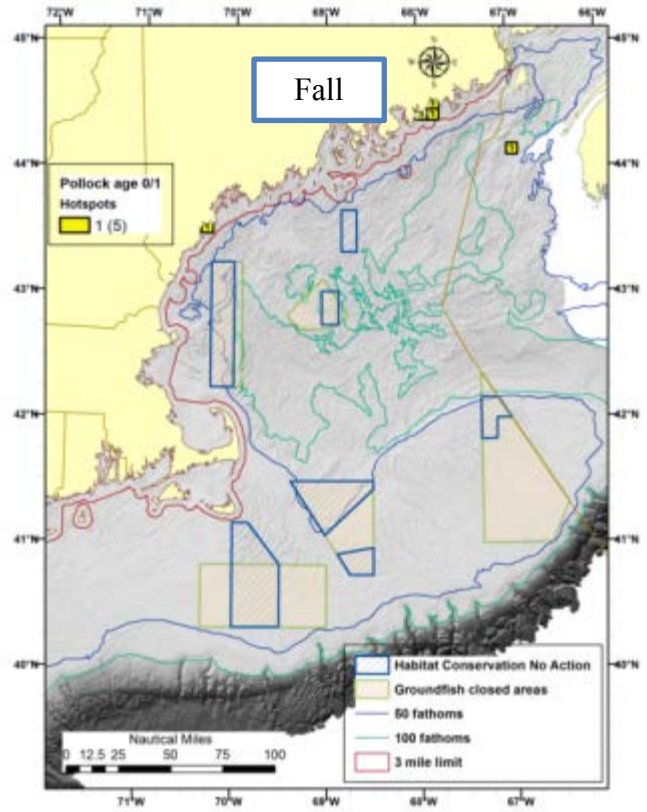 72°W 71°W 70°W 69°W 68°W 67°W 66°W
Fall
45°N 45°N
44°N 44°N
Pollock age 0/1
Hotspots
1 (5)
43°N 43°N
42°N 42°N
41°N 41°N
40°N 40°N
Habitat Conservation No Action
Groundfish closed areas
50 fathoms
100 fathoms
3 mile limit
Nautical Miles
0 12.5 25 50 75 100
71°W 70°W 69°W 68°W 67°W